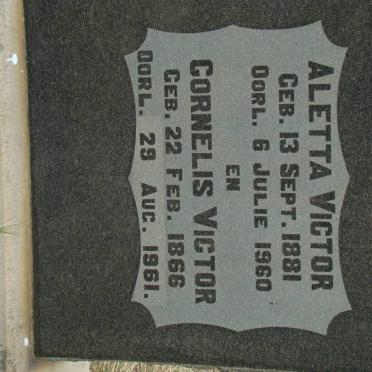 ALETTA VICTOR
GEB. 13 SEPT. 1881
OORL. 6 JULIE 1960
EN
CORNELIS VICTOR
GEB. 22 FEB. 1866
OORL. 29 AUG. 1961.